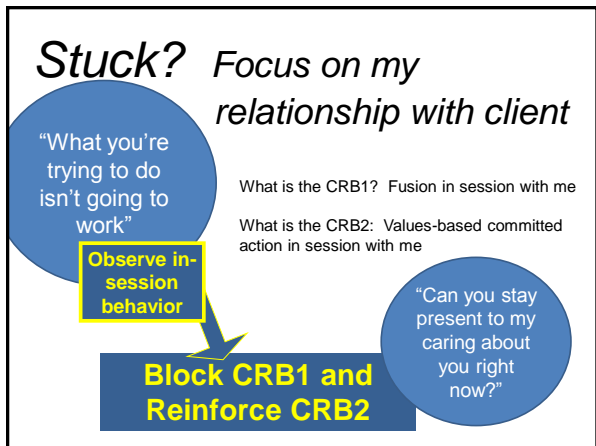 Stuck? Focus on my
relationship with client
“What you’re
trying to do
isn’t going to
work”
What is the CRB1?  Fusion in session with me
What is the CRB2:  Values-based committed
action in session with me
Observe in-
session
behavior
“Can you stay
present to my
caring about
you right
now?”
Block CRB1 and
Reinforce CRB2